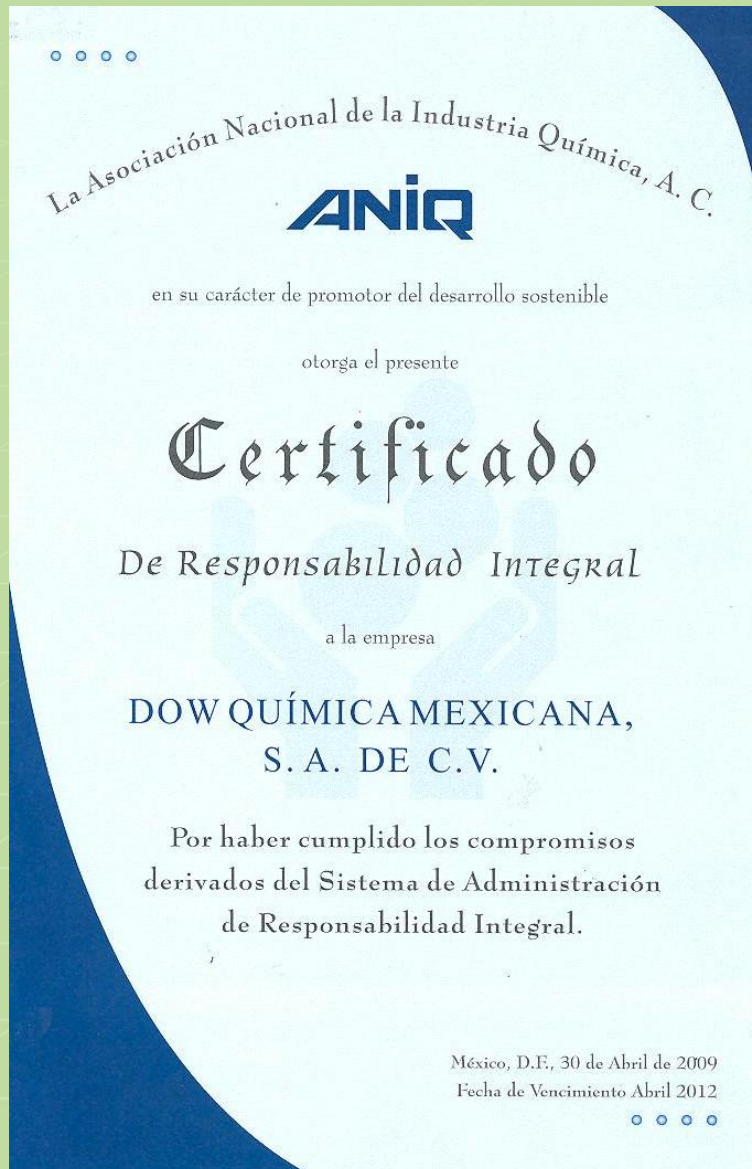 La Asociación Nacional de la Industria Química, A. C.
ANIQ
en su carácter de promotor del desarrollo sostenible
otorga el presente
Certificado
De Responsabilidad Integral
a la empresa
DOW QUÍMICA MEXICANA,
S. A. DE C.V.
Por haber cumplido los compromisos
derivados del Sistema de Administración
de Responsabilidad Integral.
México, D.F., 30 de Abril de 2009
Fecha de Vencimiento Abril 2012